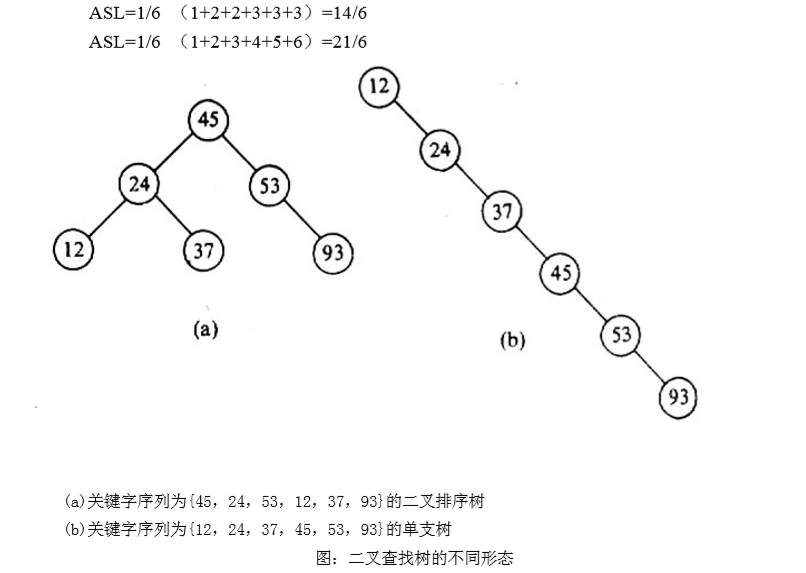 ASL=1/6 （1+2+2+3+3+3）=14/6
ASL=1/6 （1+2+3+4+5+6）=21/6
45
24
53
12
37
93
(a)
12
24
37
45
53
93
(b)
(a)关键字序列为{45，24，53，12，37，93}的二叉排序树
(b)关键字序列为{12，24，37，45，53，93}的单支树
图：二叉查找树的不同形态